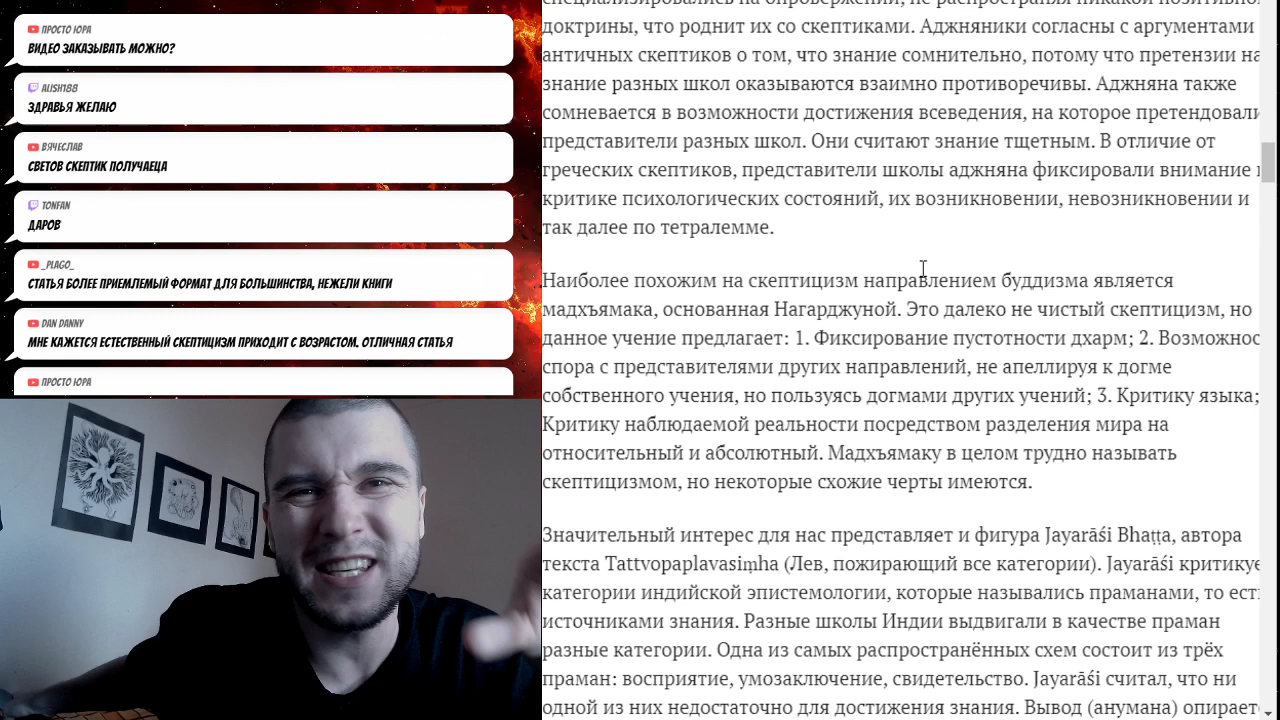 ПРОСТО ЮРА
ВИДЕО ЗАКАЗЫВАТЬ МОЖНО?
ALISH188
ЗДРАВЬЯ ЖЕЛАЮ
ВЯЧЕСЛАВ
СВЕТОВ СКЕПТИК ПОЛУЧАЕЦА
TONFAN
ДАРОВ
_PLAGO_
СТАТЬЯ БОЛЕЕ ПРИЕМЛЕМЫЙ ФОРМАТ ДЛЯ БОЛЬШИНСТВА, НЕЖЕЛИ КНИГИ
DAN DANNY
МНЕ КАЖЕТСЯ ЕСТЕСТВЕННЫЙ СКЕПТИЦИЗМ ПРИХОДИТ С ВОЗРАСТОМ. ОТЛИЧНАЯ СТАТЬЯ
ПРОСТО ЮРА
специализировались на опровержении, не распространяя никакой
доктрины, что роднит их со скептиками. Аджняники согласны с аргументами
античных скептиков о том, что знание сомнительно, потому что претензии на
знание разных школ оказываются взаимно противоречивы. Аджняна также
сомневается в возможности достижения всеведения, на которое претендовали
представители разных школ. Они считают знание тщетным. В отличие от
греческих скептиков, представители школы аджняна фиксировали внимание
критике психологических состояний, их возникновении, невозникновении и
так далее по тетралемме.
Наиболее похожим на скептицизм направлением буддизма является
мадхъямака, основанная Нагарджуной. Это далеко не чистый скептицизм, но
данное учение предлагает: 1. Фиксирование пустотности дхарм; 2. Возможнос
спора с представителями других направлений, не апеллируя к догме
собственного учения, но пользуясь догмами других учений; 3. Критику языка;
Критику наблюдаемой реальности посредством разделения мира на
относительный и абсолютный. Мадхъямаку в целом трудно называть
скептицизмом, но некоторые схожие черты имеются.
Значительный интерес для нас представляет и фигура Jayarāśi Bhaṭṭa, автора
текста Tattvopaplavasiṃha (Лев, пожирающий все категории). Jayarāśi критикуе
категории индийской эпистемологии, которые назывались праманами, то ест
источниками знания. Разные школы Индии выдвигали в качестве праман
разные категории. Одна из самых распространённых схем состоит из трёх
праман: восприятие, умозаключение, свидетельство. Jayarāśi считал, что ни
одной из них недостаточно для достижения знания. Вывод (анумана) опирает